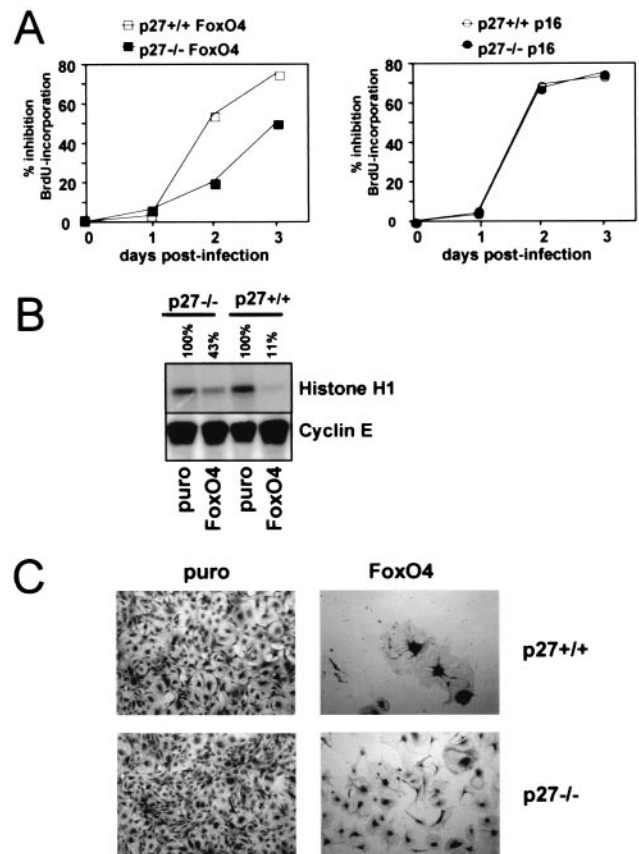 A
p27+/+ FoxO4
p27-/- FoxO4
% inhibition
BrdU-incorporation
80
60
40
20
0
0 1 2 3
days post-infection
p27+/+ p16
p27-/- p16
% inhibition
BrdU-incorporation
80
60
40
20
0
0 1 2 3
days post-infection
B
p27-/- p27+/+
100% 43% 100% 11%
Histone H1
Cyclin E
puro FoxO4 puro FoxO4
C
puro FoxO4
p27+/+
p27-/-